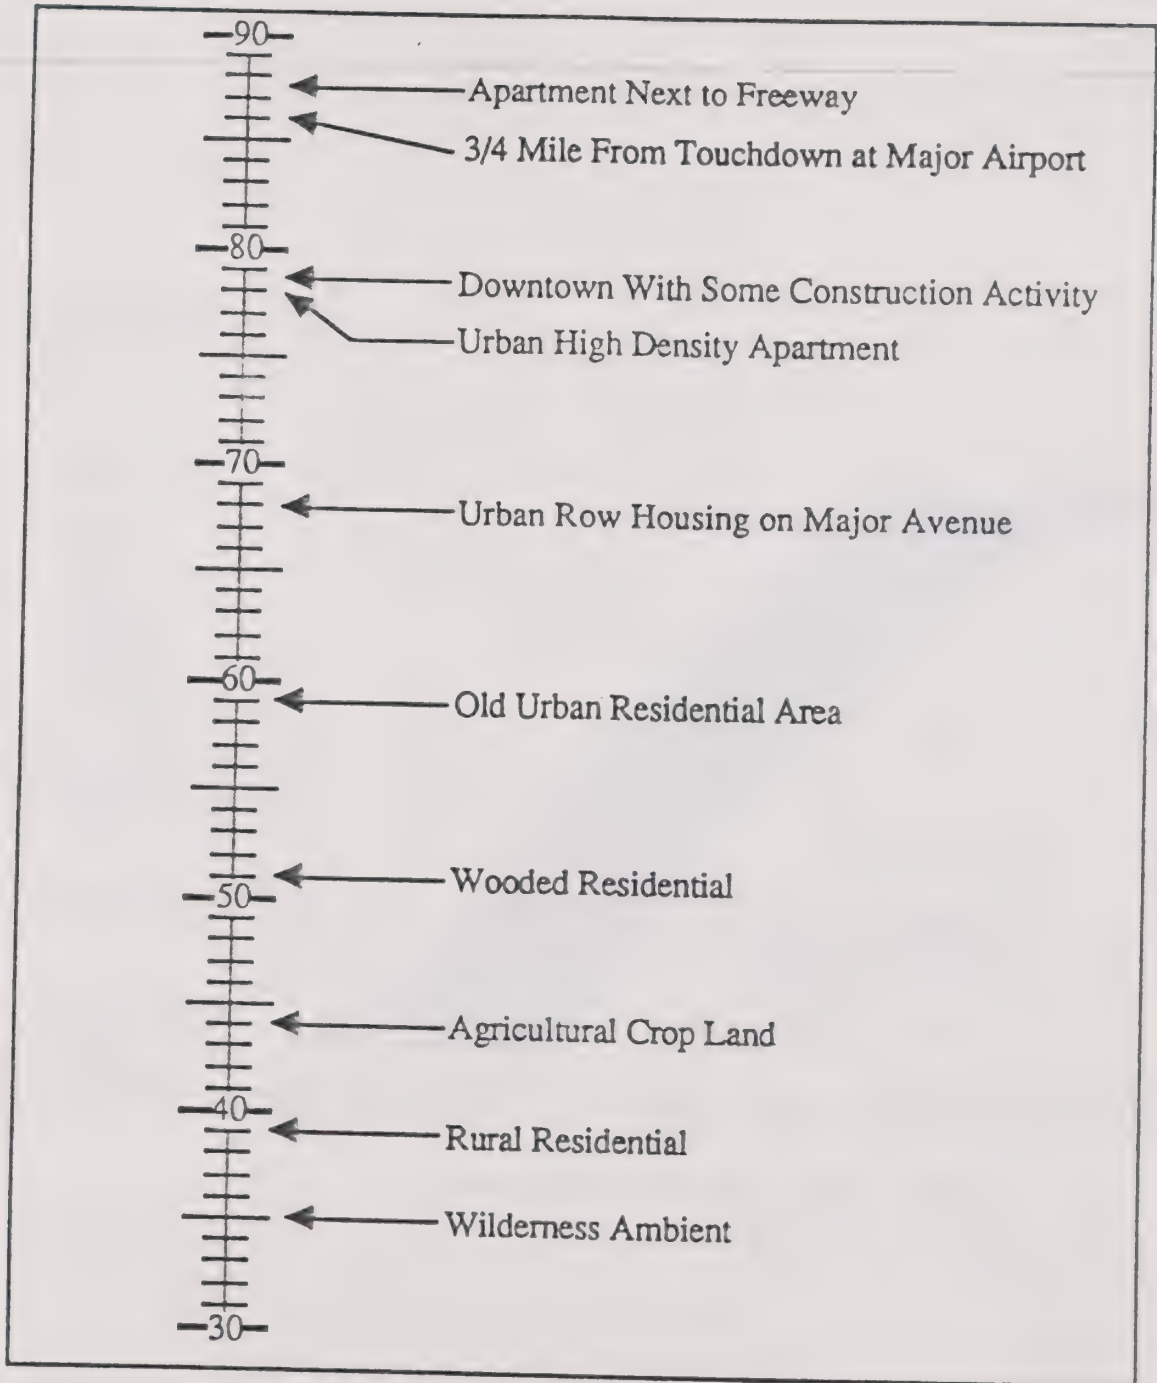 90
Apartment Next to Freeway
3/4 Mile From Touchdown at Major Airport
80
Downtown With Some Construction Activity
Urban High Density Apartment
70
Urban Row Housing on Major Avenue
60
Old Urban Residential Area
Wooded Residential
50
Agricultural Crop Land
40
Rural Residential
Wilderness Ambient
30